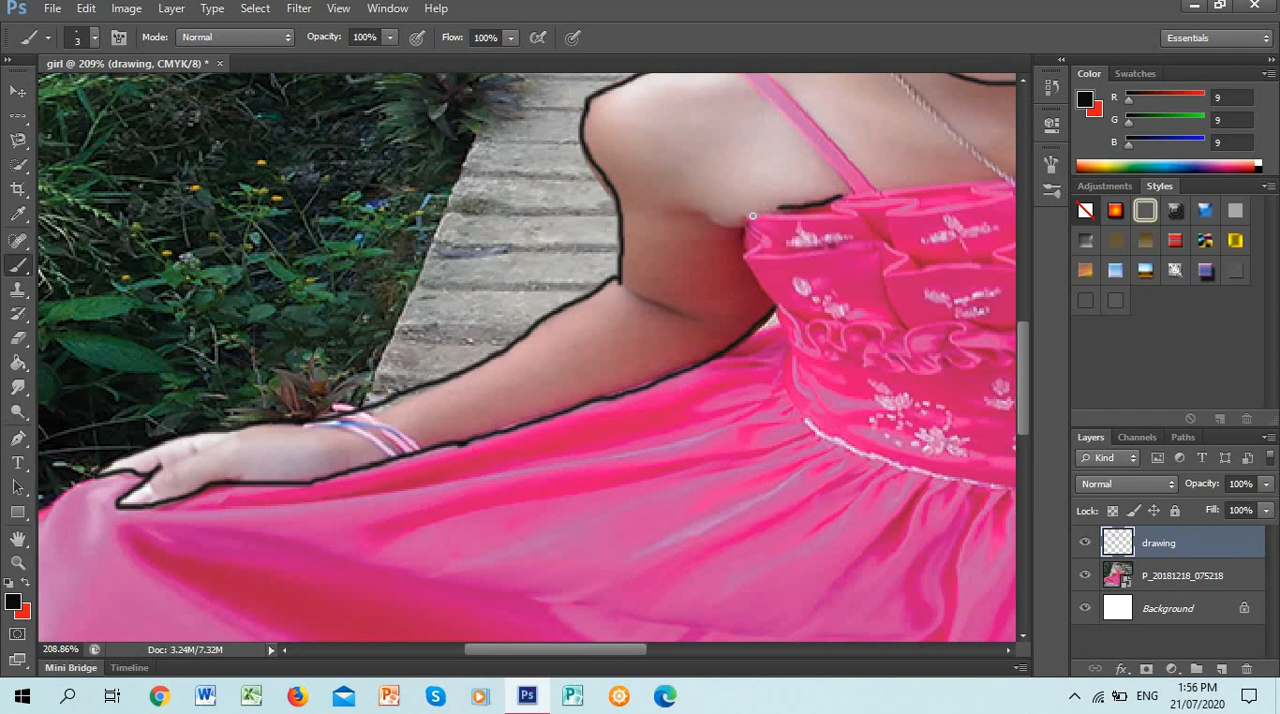 Ps File Edit Image Layer Type Select Filter View Window Help
3 Mode: Normal Opacity: 100% Flow: 100% Essentials
girl @ 209% (drawing, CMYK/8) * ×
Color Swatches
R 9
G 9
B 9
Adjustments Styles
Layers Channels Paths
Kind
Normal Opacity: 100%
Lock: Fill: 100%
drawing
P_20181218_075218
Background
208.86% Doc: 3.24M/7.32M
Mini Bridge Timeline
ENG 1:56 PM
21/07/2020